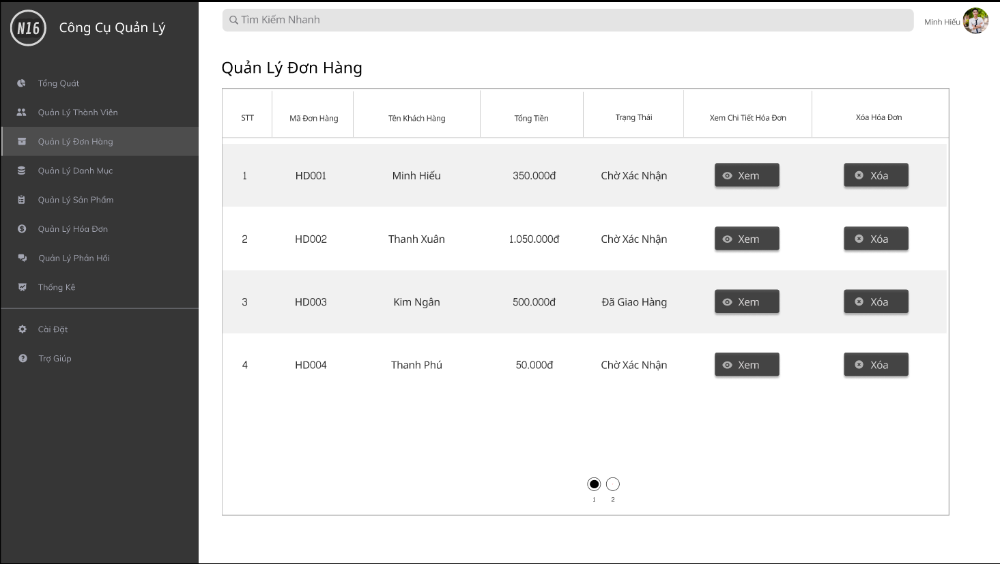 N16
Công Cụ Quản Lý
Tìm Kiếm Nhanh
Minh Hiếu
Tổng Quát
Quản Lý Thành Viên
Quản Lý Đơn Hàng
Quản Lý Danh Mục
Quản Lý Sản Phẩm
Quản Lý Hóa Đơn
Quản Lý Phản Hồi
Thống Kê
Cài Đặt
Trợ Giúp
Quản Lý Đơn Hàng
STT Mã Đơn Hàng Tên Khách Hàng Tổng Tiền Trạng Thái Xem Chi Tiết Hóa Đơn Xóa Hóa Đơn
1 HD001 Minh Hiếu 350.000đ Chờ Xác Nhận Xem Xóa
2 HD002 Thanh Xuân 1.050.000đ Chờ Xác Nhận Xem Xóa
3 HD003 Kim Ngân 500.000đ Đã Giao Hàng Xem Xóa
4 HD004 Thanh Phú 50.000đ Chờ Xác Nhận Xem Xóa
1 2